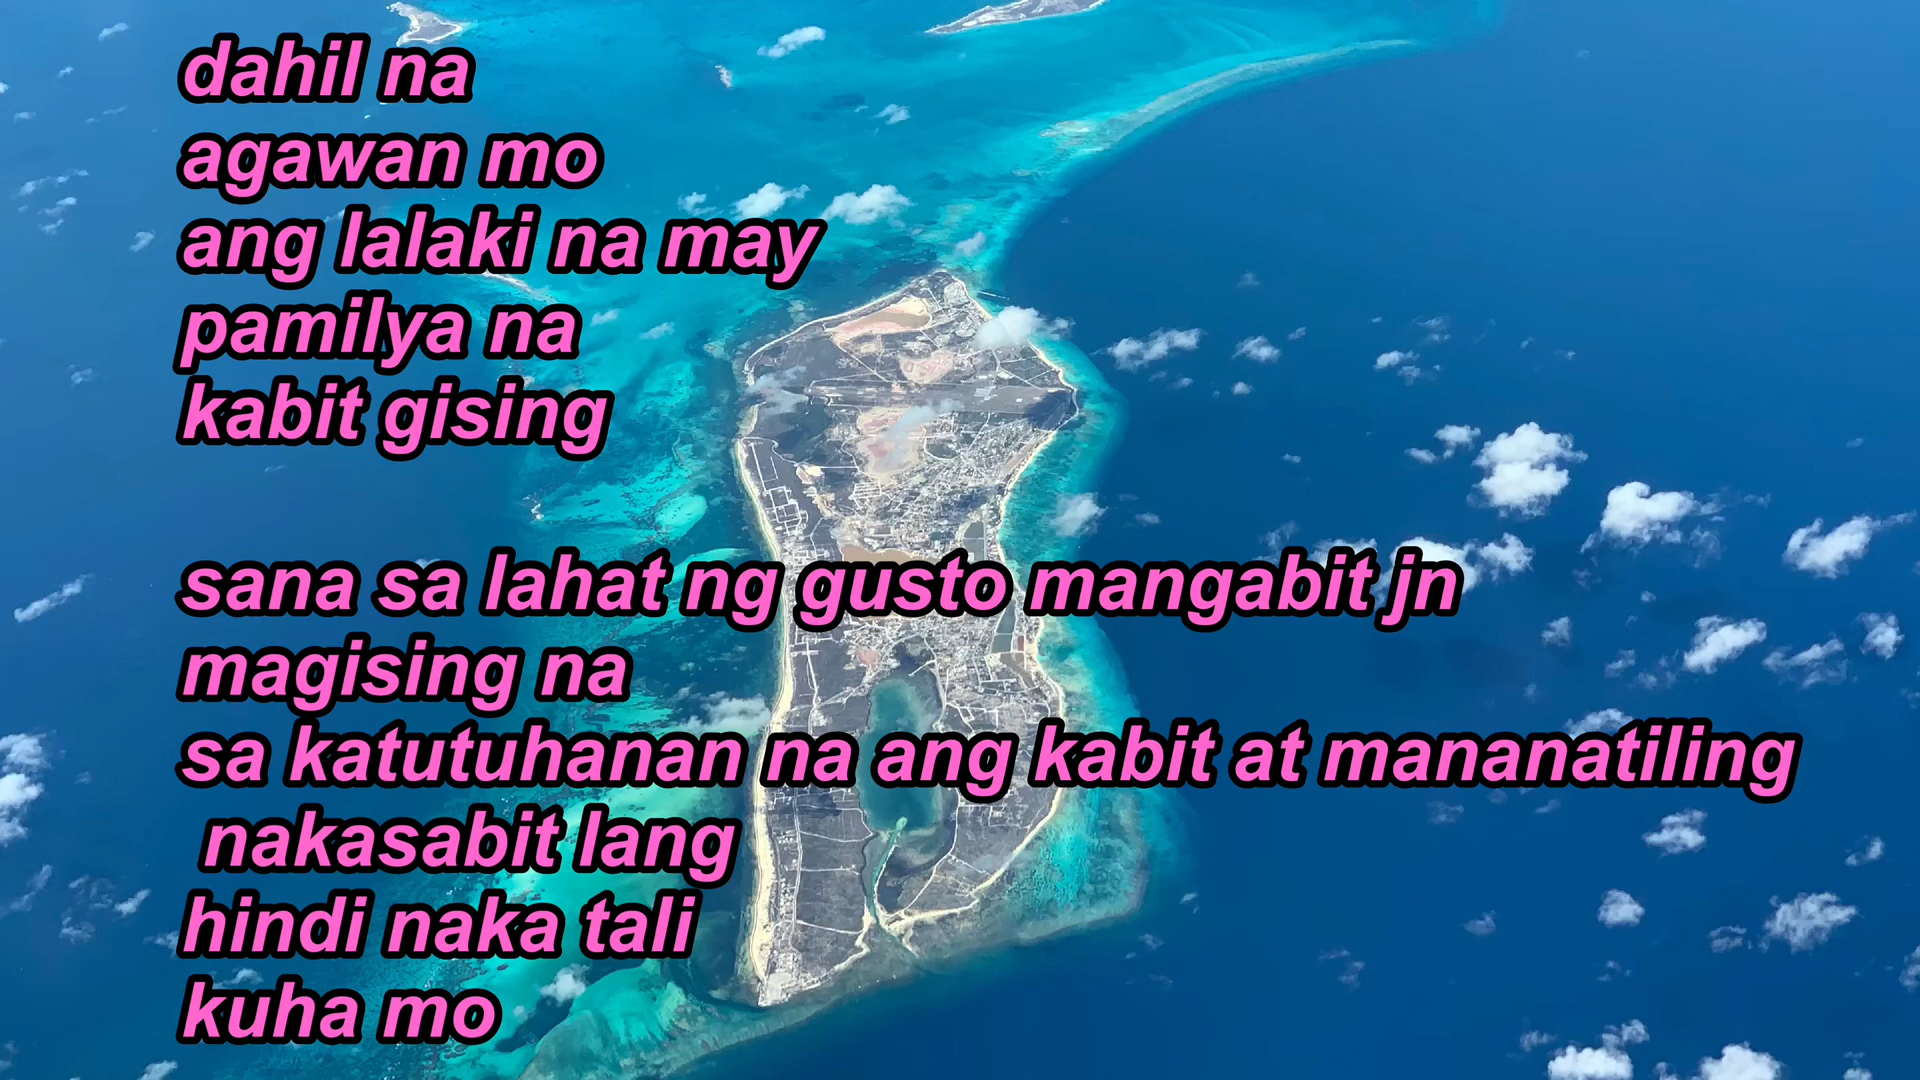 dahil na
agawan mo
ang lalaki na may
pamilya na
kabit gising
sana sa lahat ng gusto mangabit jn
magising na
sa katutuhanan na ang kabit at mananatiling
nakasabit lang
hindi naka tali
kuha mo